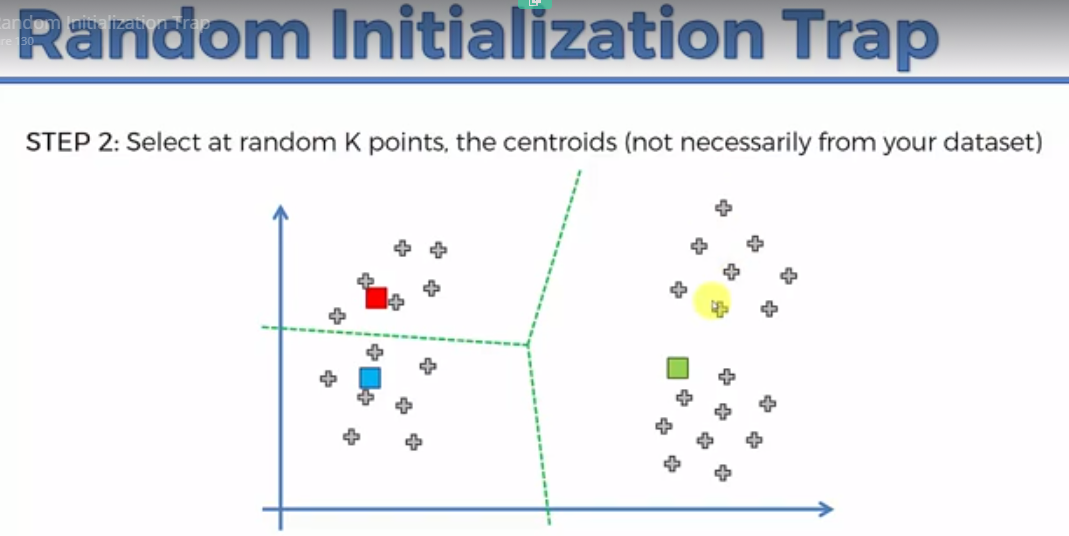 andom Initialization Trap
re 130
Random Initialization Trap
STEP 2: Select at random K points, the centroids (not necessarily from your dataset)